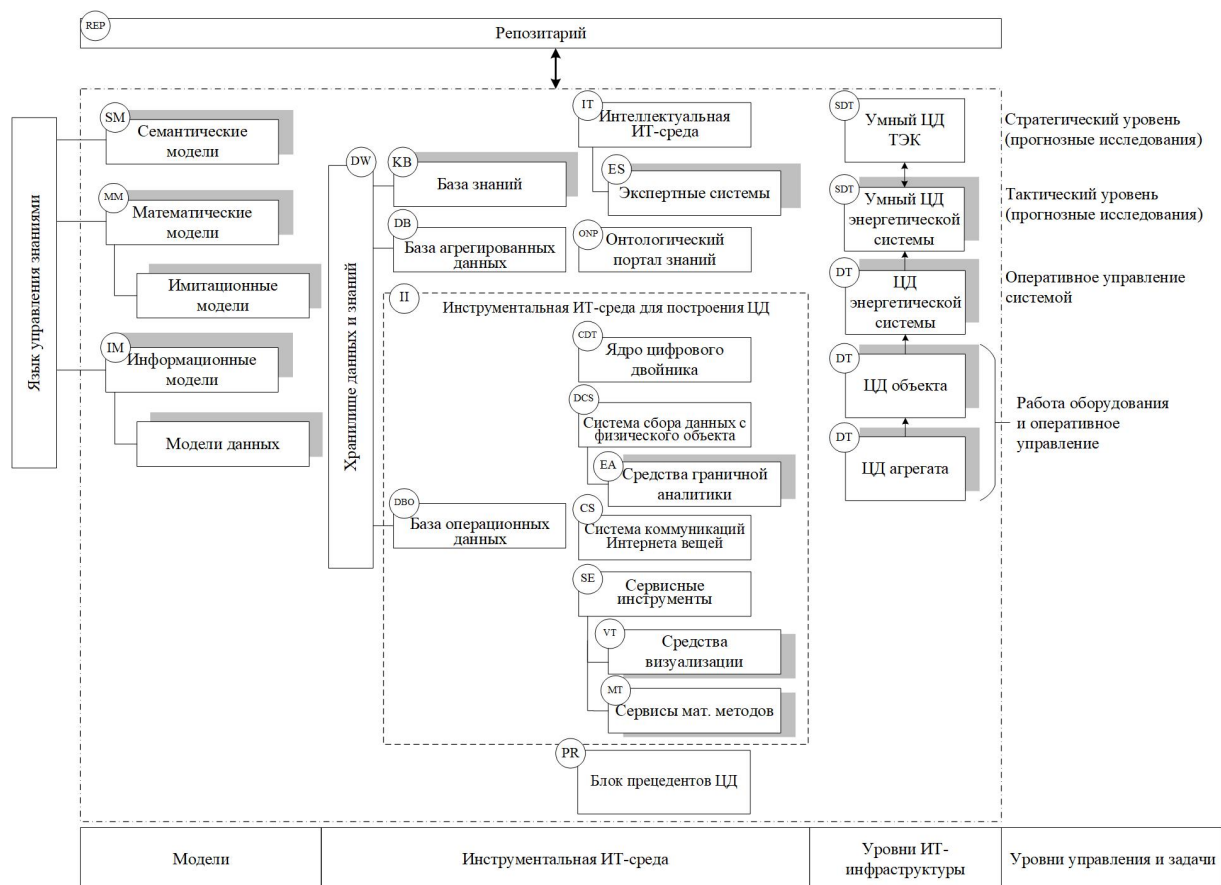 REP
Репозитарий
Язык управления знаниями
SM
Семантические
модели
MM
Математические
модели
Имитационные
модели
IM
Информационные
модели
Модели данных
Хранилище данных и знаний
DW
KB
База знаний
DB
База агрегированных
данных
IT
Интеллектуальная
ИТ-среда
ES
Экспертные системы
ONP
Онтологический
портал знаний
II
Инструментальная ИТ-среда для построения ЦД
CDT
Ядро цифрового
двойника
DCS
Система сбора данных с
физического объекта
EA
Средства граничной
аналитики
DBO
База операционных
данных
CS
Система коммуникаций
Интернета вещей
SE
Сервисные
инструменты
VT
Средства
визуализации
MT
Сервисы мат. методов
PR
Блок прецедентов ЦД
SDT
Умный ЦД
ТЭК
SDT
Умный ЦД
энергетической
системы
DT
ЦД
энергетической
системы
DT
ЦД объекта
DT
ЦД агрегата
Стратегический уровень
(прогнозные исследования)
Тактический уровень
(прогнозные исследования)
Оперативное управление
системой
Работа оборудования
и оперативное
управление
Модели
Инструментальная ИТ-среда
Уровни ИТ-
инфраструктуры
Уровни управления и задачи